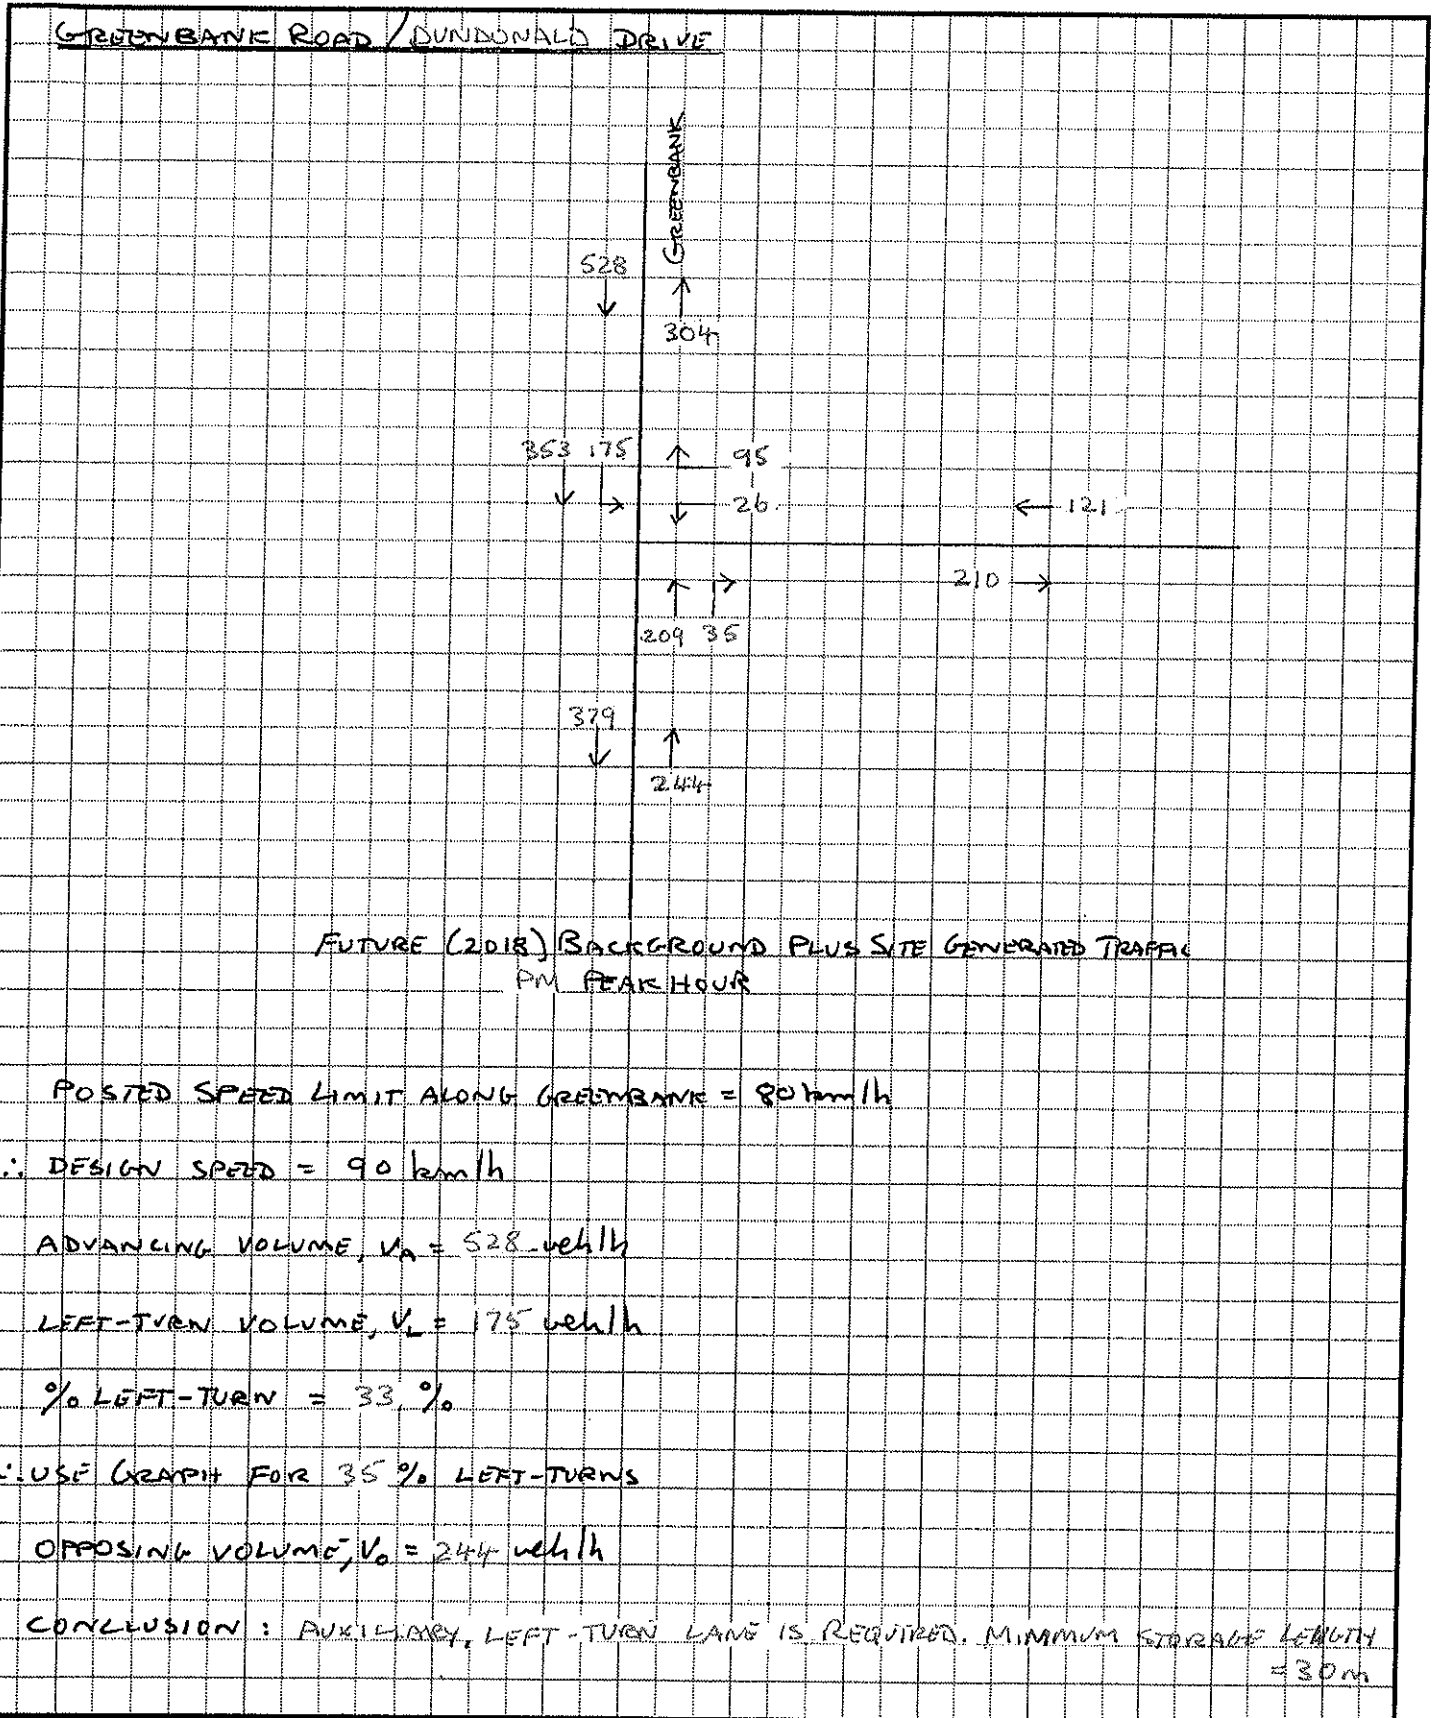 GREENBANK ROAD / DUNDONALD DRIVE
GREENBANK
528
304
353 175
95
26
121
210
209 35
379
244
FUTURE (2018) BACKGROUND PLUS SITE GENERATED TRAFFIC
PM PEAK HOUR
POSTED SPEED LIMIT ALONG GREENBANK = 80 km/h
∴ DESIGN SPEED = 90 km/h
ADVANCING VOLUME, VA = 528 veh/h
LEFT-TURN VOLUME, VL = 175 veh/h
% LEFT-TURN = 33 %
∴ USE GRAPH FOR 35 % LEFT-TURNS
OPPOSING VOLUME, Vo = 244 veh/h
CONCLUSION : AUXILIARY LEFT-TURN LANE IS REQUIRED. MINIMUM STORAGE LENGTH
= 30m